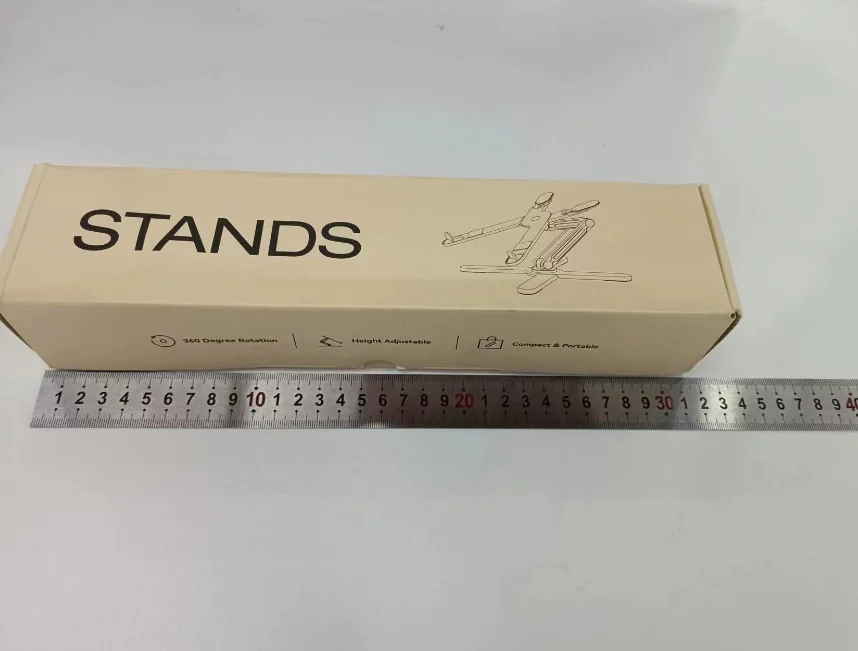 STANDS
360 Degree Rotation | Height Adjustable | Compact & Portable
1 2 3 4 5 6 7 8 9 10 1 2 3 4 5 6 7 8 9 20 1 2 3 4 5 6 7 8 9 30 1 2 3 4 5 6 7 8 9 40